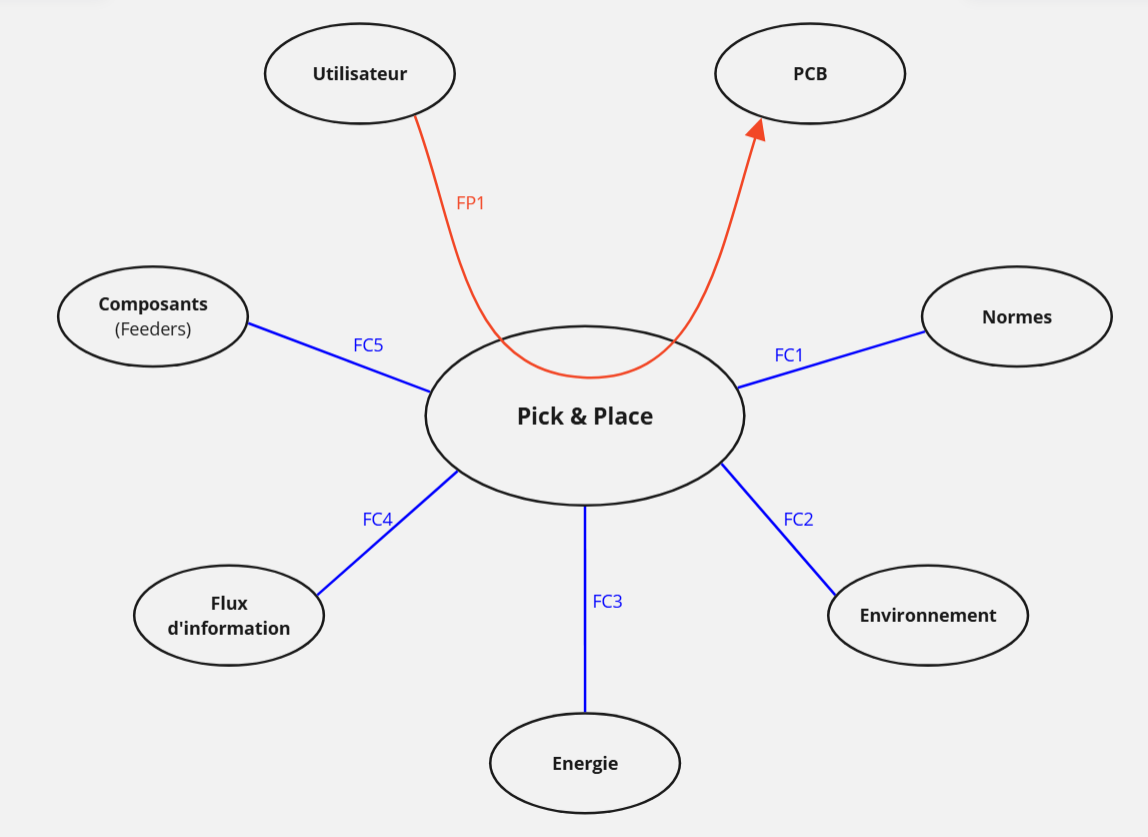 Utilisateur
PCB
FP1
Composants
(Feeders)
FC5
FC1
Normes
Pick & Place
FC4
FC2
FC3
Flux
d'information
Environnement
Energie